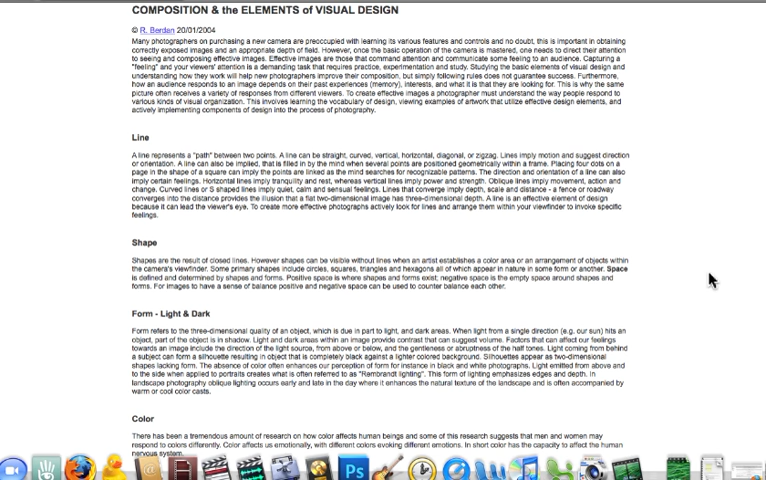 COMPOSITION & the ELEMENTS of VISUAL DESIGN
© R. Berdan 20/01/2004
Many photographers on purchasing a new camera are preoccupied with learning its various features and controls and no doubt, this is important in obtaining
correctly exposed images and an appropriate depth of field. However, once the basic operation of the camera is mastered, one needs to direct their attention
to seeing and composing effective images. Effective images are those that command attention and communicate some feeling to an audience. Capturing a
"feeling" and your viewers' attention is a demanding task that requires practice, experimentation and study. Studying the basic elements of visual design and
understanding how they work will help new photographers improve their composition, but simply following rules does not guarantee success. Furthermore,
how an audience responds to an image depends on their past experiences (memory), interests, and what it is that they are looking for. This is why the same
picture often receives a variety of responses from different viewers. To create effective images a photographer must understand the way people respond to
various kinds of visual organization. This involves learning the vocabulary of design, viewing examples of artwork that utilize effective design elements, and
actively implementing components of design into the process of photography.
Line
A line represents a "path" between two points. A line can be straight, curved, vertical, horizontal, diagonal, or zigzag. Lines imply motion and suggest direction
or orientation. A line can also be implied, that is filled in by the mind when several points are positioned geometrically within a frame. Placing four dots on a
page in the shape of a square can imply the points are linked as the mind searches for recognizable patterns. The direction and orientation of a line can also
imply certain feelings. Horizontal lines imply tranquility and rest, whereas vertical lines imply power and strength. Oblique lines imply movement, action and
change. Curved lines or S shaped lines imply quiet, calm and sensual feelings. Lines that converge imply depth, scale and distance - a fence or roadway
converges into the distance provides the illusion that a flat two-dimensional image has three-dimensional depth. A line is an effective element of design
because it can lead the viewer's eye. To create more effective photographs actively look for lines and arrange them within your viewfinder to invoke specific
feelings.
Shape
Shapes are the result of closed lines. However shapes can be visible without lines when an artist establishes a color area or an arrangement of objects within
the camera's viewfinder. Some primary shapes include circles, squares, triangles and hexagons all of which appear in nature in some form or another. Space
is defined and determined by shapes and forms. Positive space is where shapes and forms exist; negative space is the empty space around shapes and
forms. For images to have a sense of balance positive and negative space can be used to counter balance each other.
Form - Light & Dark
Form refers to the three-dimensional quality of an object, which is due in part to light, and dark areas. When light from a single direction (e.g. our sun) hits an
object, part of the object is in shadow. Light and dark areas within an image provide contrast that can suggest volume. Factors that can affect our feelings
towards an image include the direction of the light source, from above or below, and the gentleness or abruptness of the half tones. Light coming from behind
a subject can form a silhouette resulting in object that is completely black against a lighter colored background. Silhouettes appear as two-dimensional
shapes lacking form. The absence of color often enhances our perception of form for instance in black and white photographs. Light emitted from above and
to the side when applied to portraits creates what is often referred to as "Rembrandt lighting". This form of lighting emphasizes edges and depth. In
landscape photography oblique lighting occurs early and late in the day where it enhances the natural texture of the landscape and is often accompanied by
warm or cool color casts.
Color
There has been a tremendous amount of research on how color affects human beings and some of this research suggests that men and women may
respond to colors differently. Color affects us emotionally, with different colors evoking different emotions. In short color has the capacity to affect the human
nervous system.
Ps